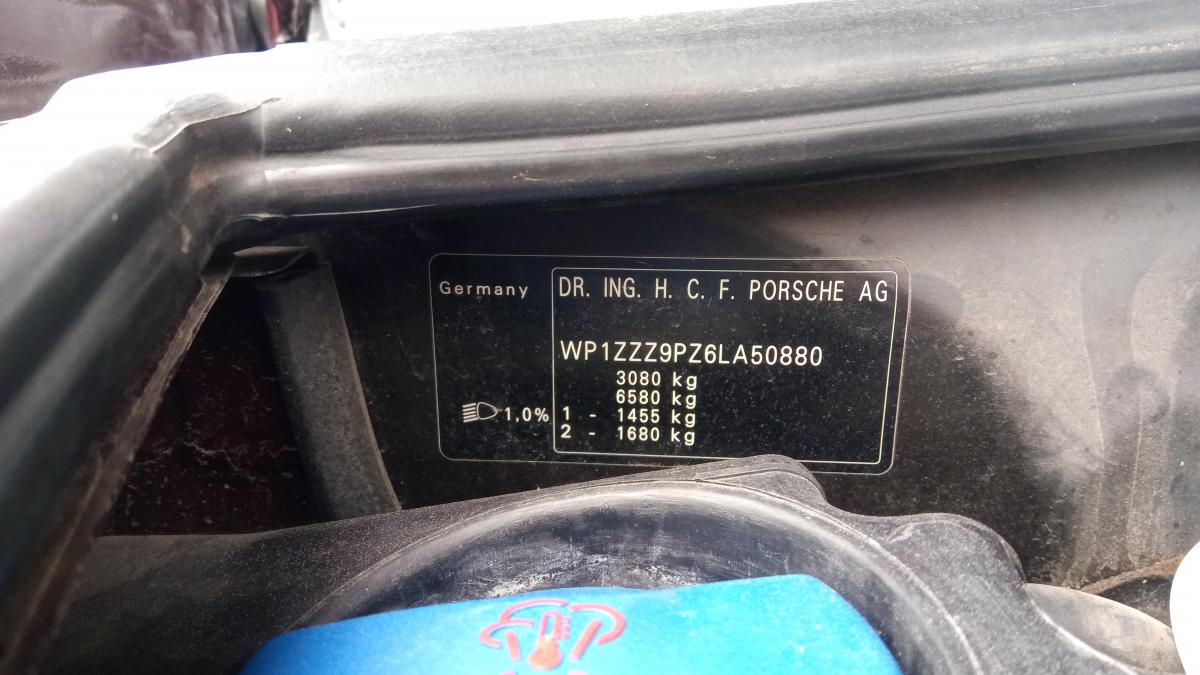 Germany
DR. ING. H. C. F. PORSCHE AG
WP1ZZZ9PZ6LA50880
3080 kg
6580 kg
1,0% 1 - 1455 kg
2 - 1680 kg